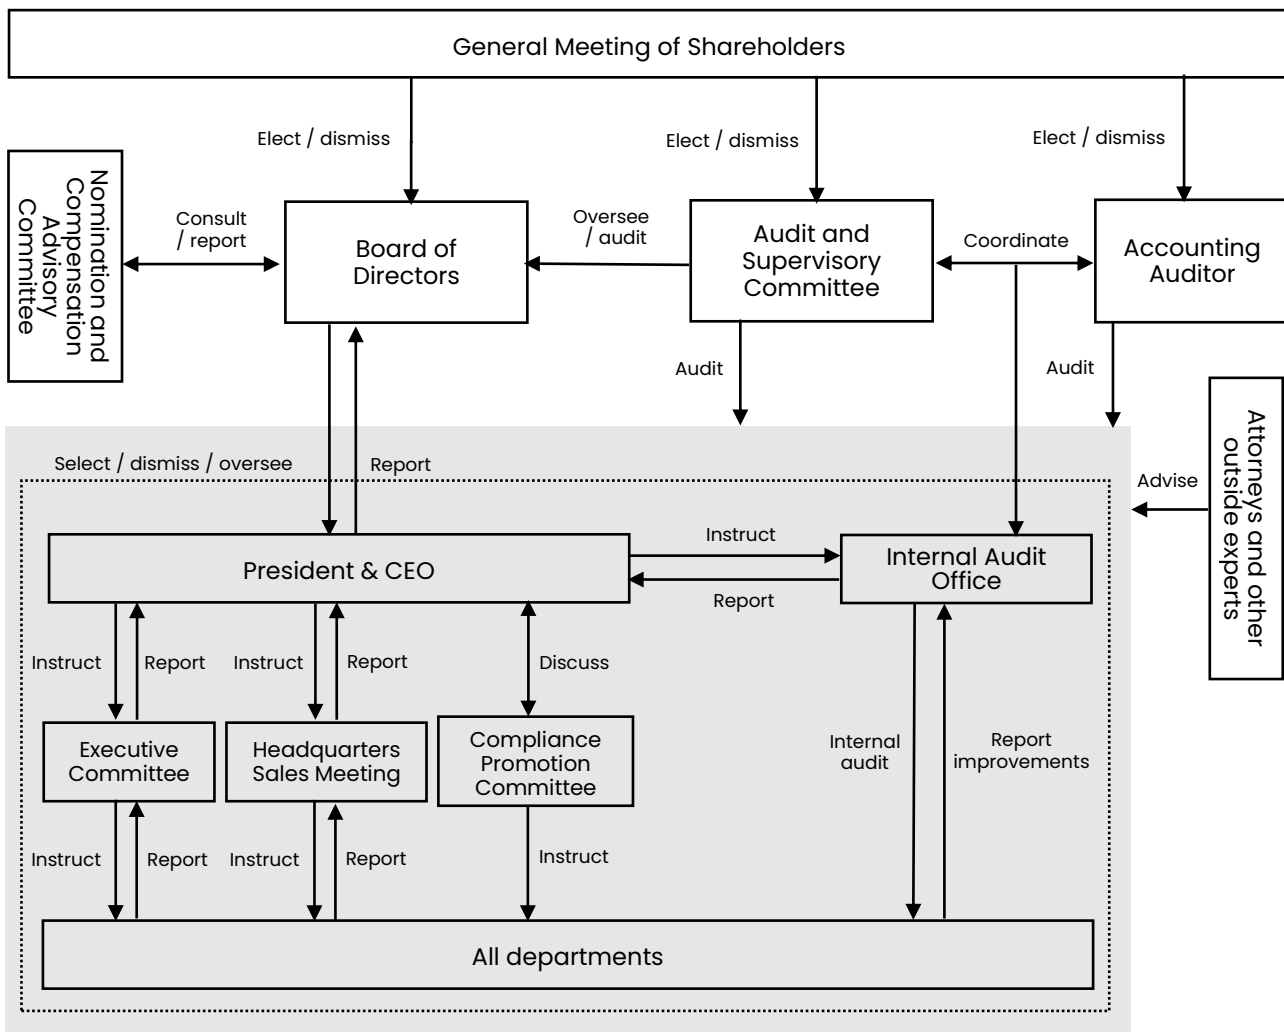 General Meeting of Shareholders
Elect / dismiss
Elect / dismiss
Elect / dismiss
Nomination and
Compensation
Advisory
Committee
Consult
/ report
Board of
Directors
Oversee
/ audit
Audit and
Supervisory
Committee
Coordinate
Accounting
Auditor
Audit
Audit
Attorneys and other
outside experts
Advise
Select / dismiss / oversee
Report
President & CEO
Instruct
Report
Internal Audit
Office
Instruct
Report
Instruct
Report
Discuss
Executive
Committee
Headquarters
Sales Meeting
Compliance
Promotion
Committee
Internal
audit
Report
improvements
Instruct
Report
Instruct
Report
Instruct
All departments